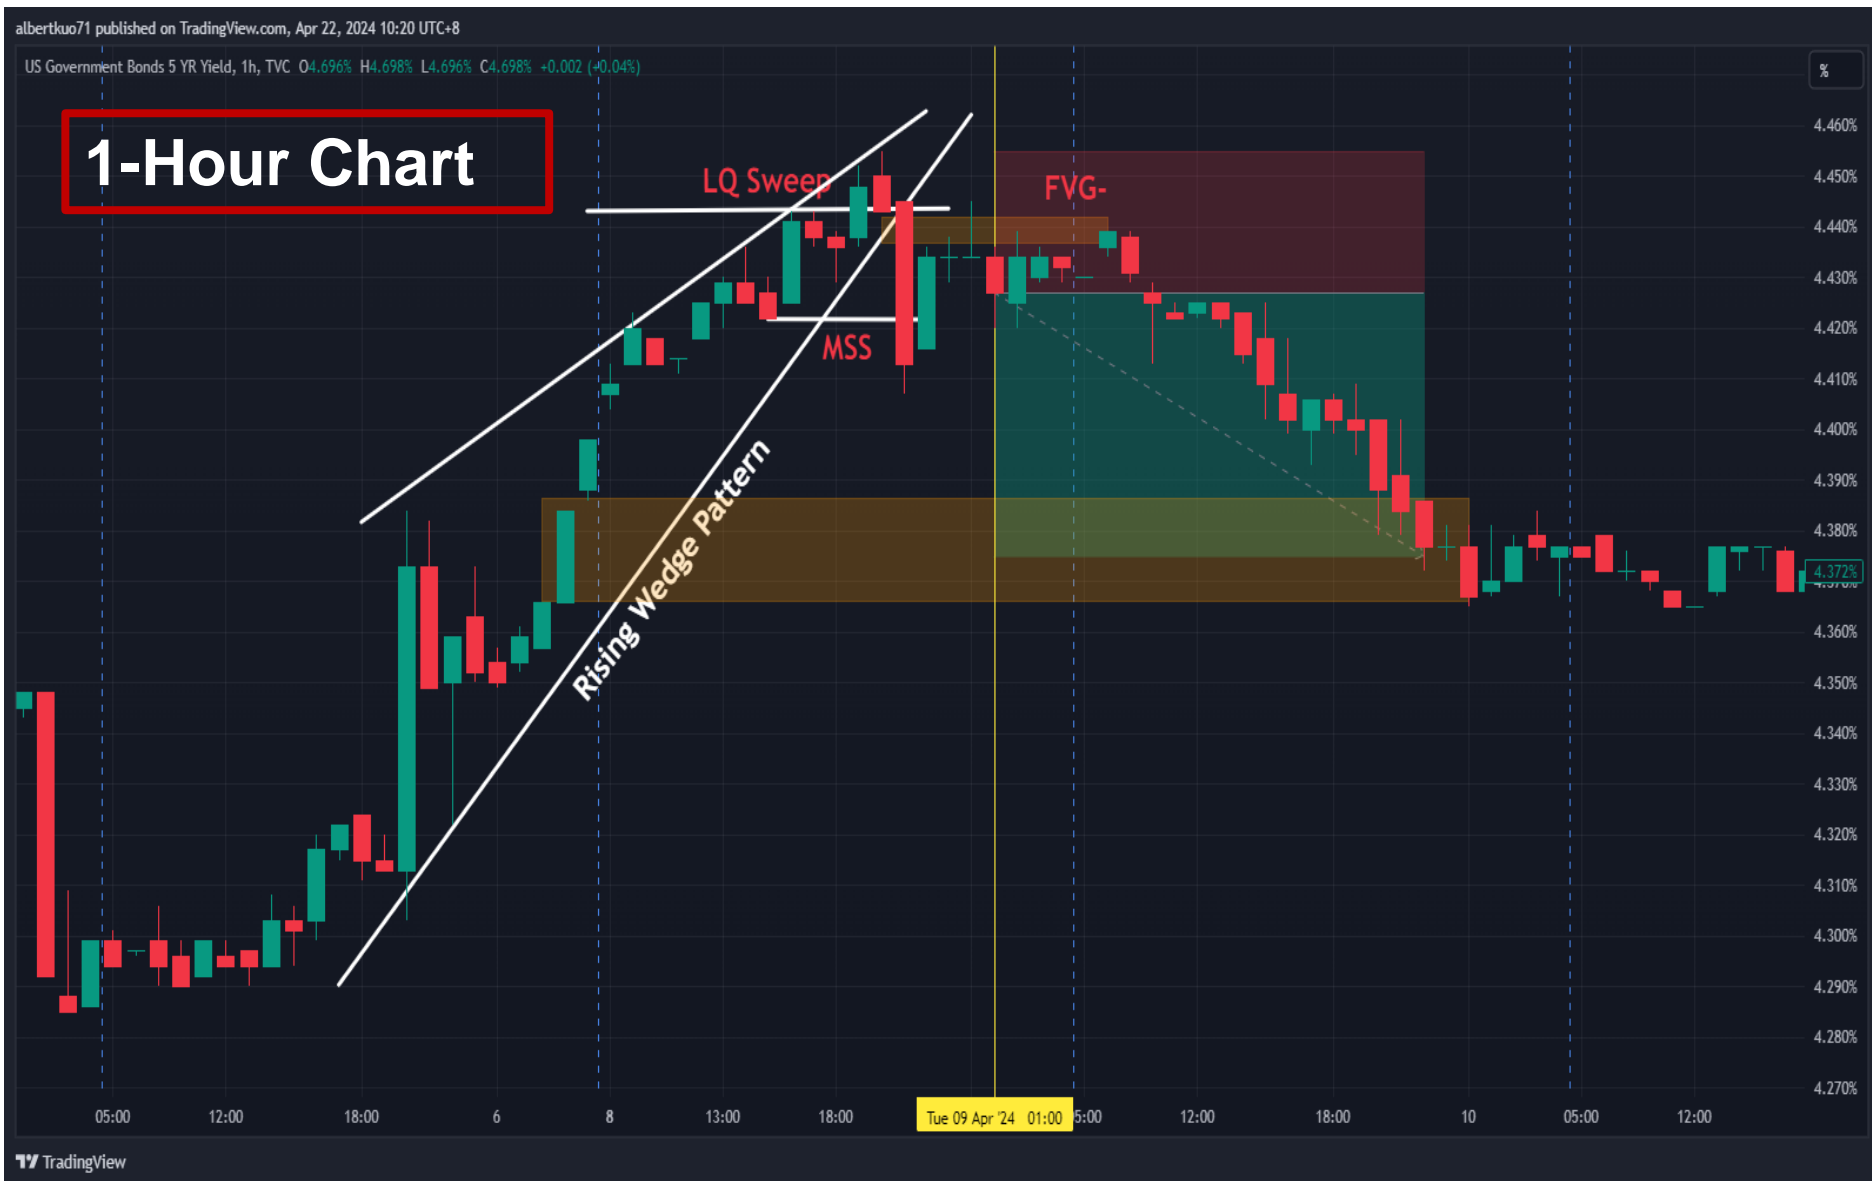 albertkuo71 published on TradingView.com, Apr 22, 2024 10:20 UTC+8
US Government Bonds 5 YR Yield, 1h, TVC O4.696% H4.698% L4.696% C4.698% +0.002 (+0.04%)
%
1-Hour Chart
LQ Sweep
FVG-
MSS
Rising Wedge Pattern
4.460%
4.450%
4.440%
4.430%
4.420%
4.410%
4.400%
4.390%
4.380%
4.372%
4.370%
4.360%
4.350%
4.340%
4.330%
4.320%
4.310%
4.300%
4.290%
4.280%
4.270%
05:00 12:00 18:00 6 8 13:00 18:00 Tue 09 Apr '24 01:00 5:00 12:00 18:00 10 05:00 12:00
TradingView